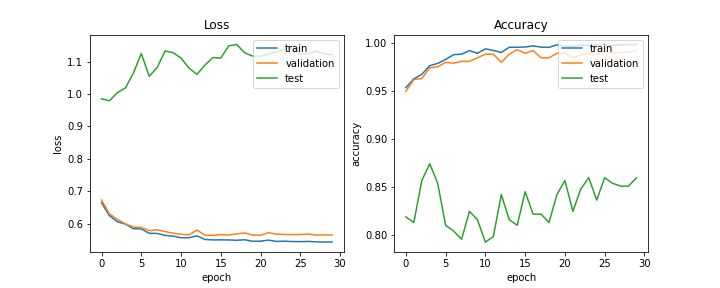 Loss
train
validation
test
1.1
1.0
0.9
0.8
0.7
0.6
loss
0
5
10
15
20
25
30
epoch
Accuracy
train
validation
test
1.00
0.95
0.90
0.85
0.80
accuracy
0
5
10
15
20
25
30
epoch